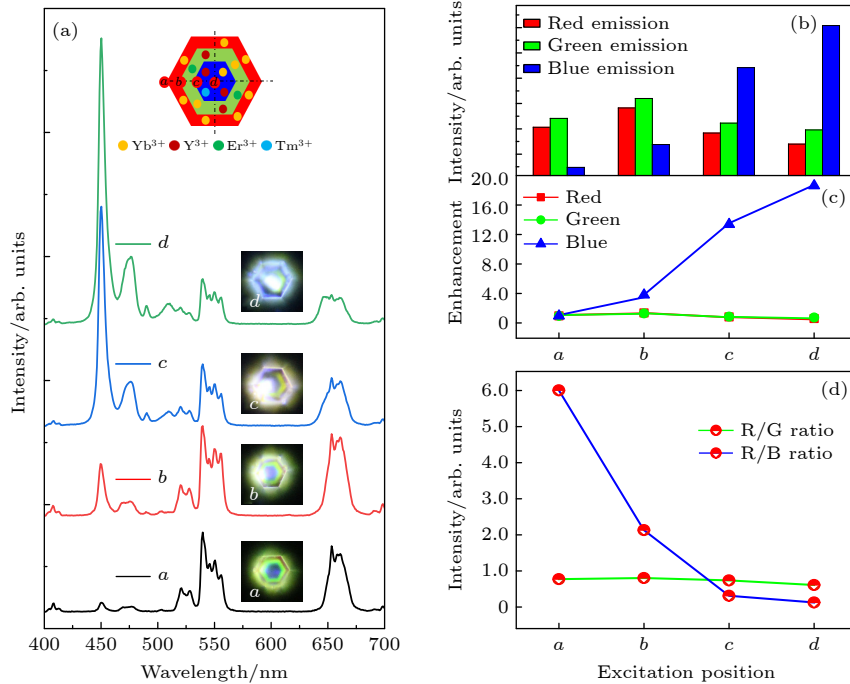 (a)
a b c d
Yb³⁺ Y³⁺ Er³⁺ Tm³⁺
d
d
c
c
b
b
a
a
Intensity/arb. units
400 450 500 550 600 650 700
Wavelength/nm
(b)
Red emission
Green emission
Blue emission
Intensity/arb. units
(c)
Red
Green
Blue
20.0
16.0
12.0
8.0
4.0
0
Enhancement
a b c d
(d)
R/G ratio
R/B ratio
6.0
5.0
4.0
3.0
2.0
1.0
0
Intensity/arb. units
a b c d
Excitation position